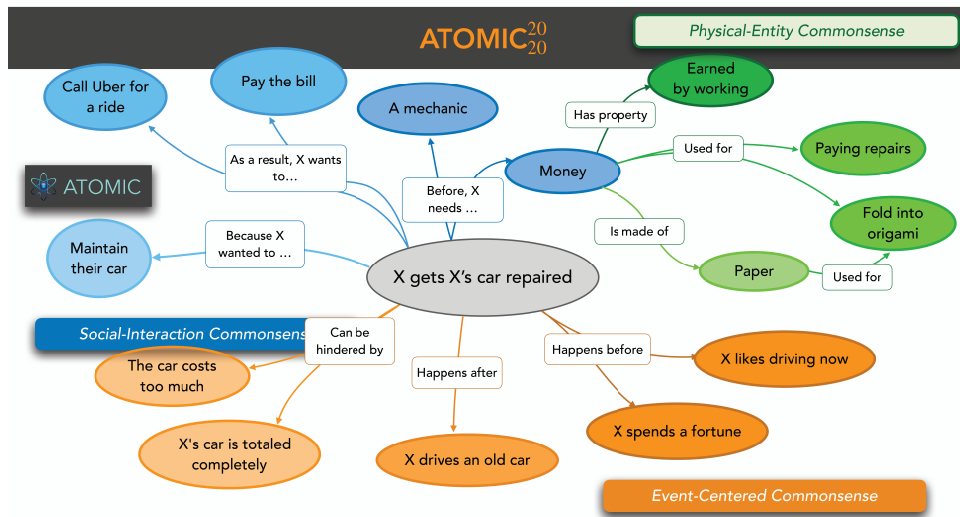 ATOMIC 20
20
Physical-Entity Commonsense
Call Uber for
a ride
Pay the bill
A mechanic
Earned
by working
Has property
As a result, X wants
to…
Before, X
needs …
Money
Used for
Paying repairs
ATOMIC
Fold into
origami
Because X
wanted to …
Is made of
Maintain
their car
X gets X's car repaired
Paper
Used for
Social-Interaction Commonsens
Can be
hindered by
Happens before
The car costs
too much
Happens after
X likes driving now
X's car is totaled
completely
X drives an old car
X spends a fortune
Event-Centered Commonsense